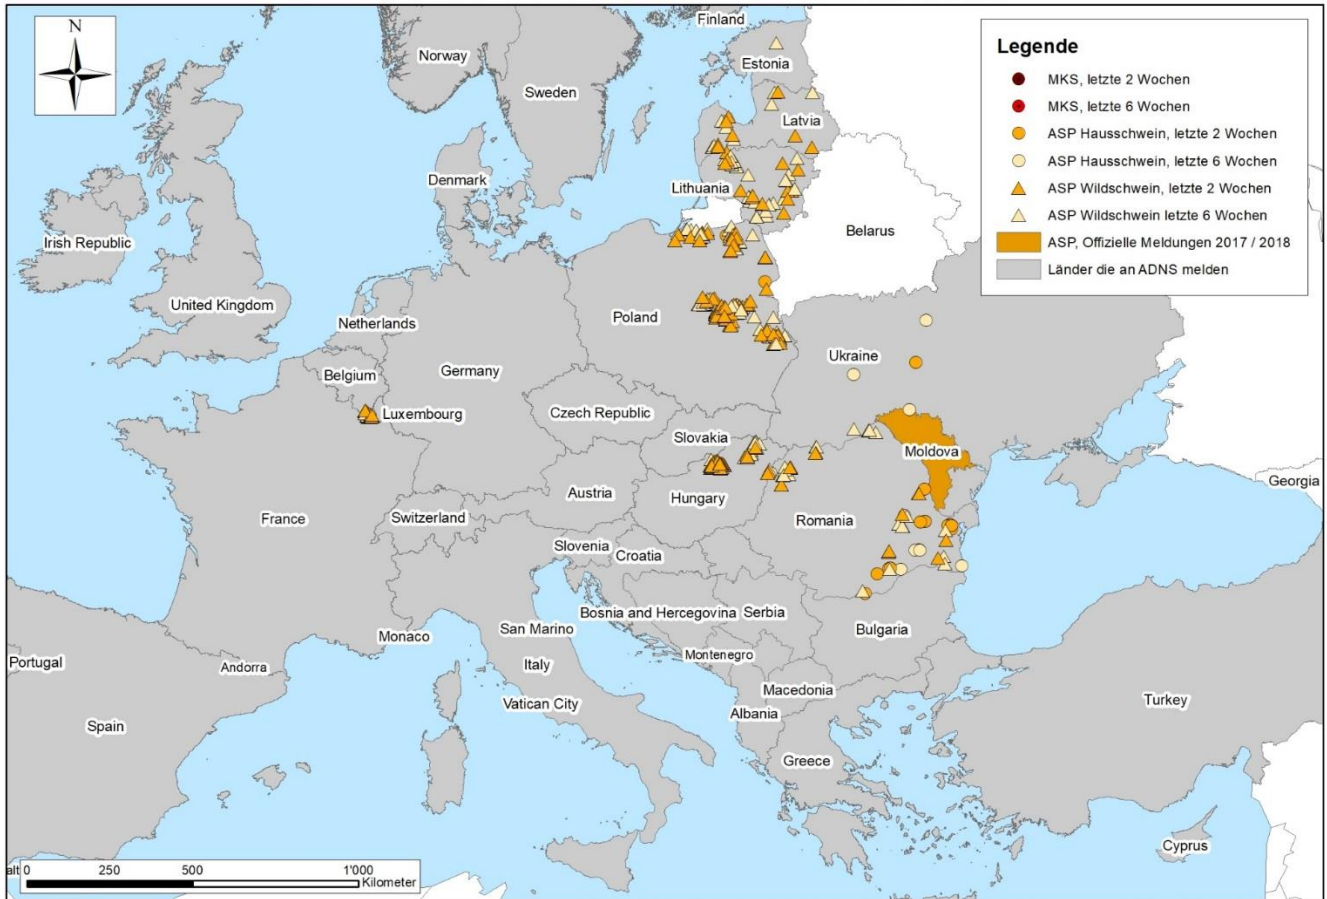 N
Finland
Norway
Estonia
Sweden
Latvia
Denmark
Lithuania
Irish Republic
Belarus
United Kingdom
Netherlands
Poland
Ukraine
Belgium
Germany
Luxembourg
Czech Republic
Slovakia
Moldova
Georgia
Austria
Hungary
France
Switzerland
Romania
Slovenia
Croatia
Bosnia and Hercegovina
Serbia
San Marino
Bulgaria
Monaco
Montenegro
Portugal
Andorra
Italy
Macedonia
Vatican City
Albania
Turkey
Spain
Greece
Cyprus
Legende
MKS, letzte 2 Wochen
MKS, letzte 6 Wochen
ASP Hausschwein, letzte 2 Wochen
ASP Hausschwein, letzte 6 Wochen
ASP Wildschwein, letzte 2 Wochen
ASP Wildschwein letzte 6 Wochen
ASP, Offizielle Meldungen 2017 / 2018
Länder die an ADNS melden
0 250 500 1'000
Kilometer